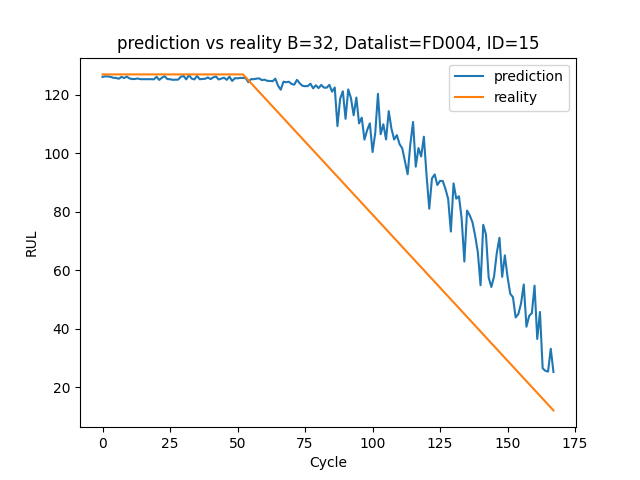 prediction vs reality B=32, Datalist=FD004, ID=15
prediction
reality
120
100
80
60
40
20
RUL
0 25 50 75 100 125 150 175
Cycle